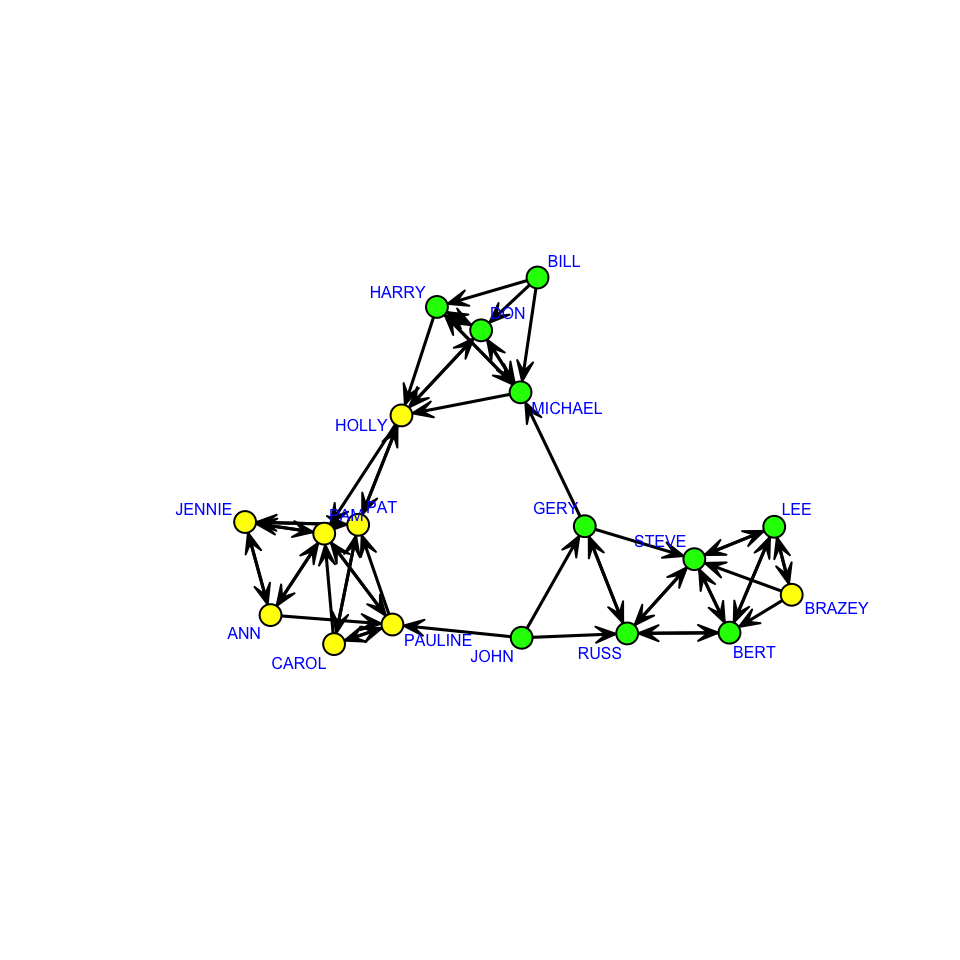 BILL
HARRY
DON
MICHAEL
HOLLY
JENNIE
PAM
PAT
GERY
LEE
STEVE
BRAZEY
ANN
CAROL
PAULINE
JOHN
RUSS
BERT